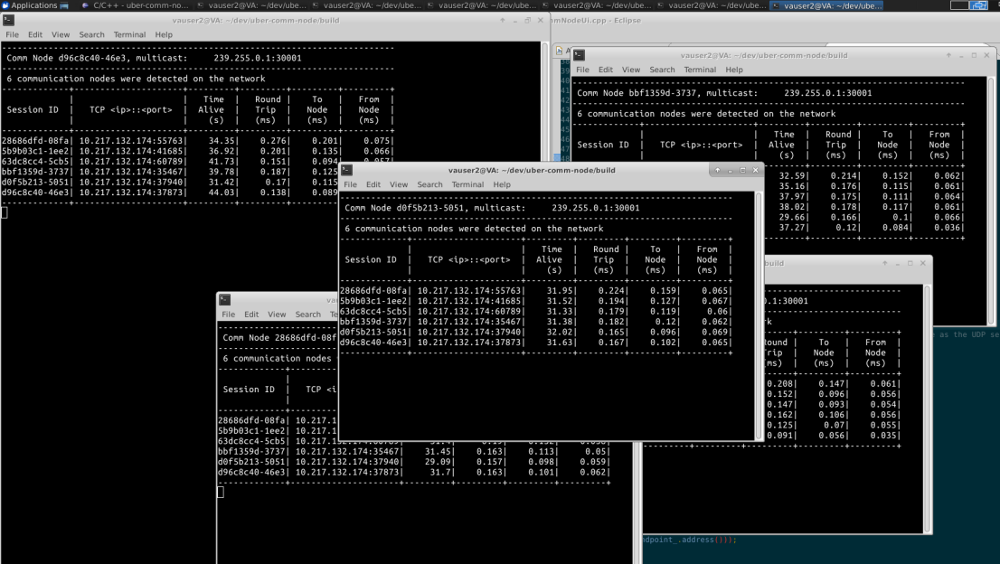 Applications C/C++ - uber-comm-no... vauser2@VA: ~/dev/ube... vauser2@VA: ~/dev/ube... vauser2@VA: ~/dev/ube... vauser2@VA: ~/dev/ube... vauser2@VA: ~/dev/ube...
vauser2@VA: ~/dev/uber-comm-node/build
File Edit View Search Terminal Help
Comm Node d96c8c40-46e3, multicast: 239.255.0.1:30001
6 communication nodes were detected on the network
Time Round To From
Session ID | TCP <ip>::<port> | Alive | Trip | Node | Node |
(s) | (ms) | (ms) | (ms) |
28686dfd-08fa| 10.217.132.174:55763| 34.35| 0.276| 0.201| 0.075|
5b9b03c1-1ee2| 10.217.132.174:41685| 36.92| 0.201| 0.135| 0.066|
63dc8cc4-5cb5| 10.217.132.174:60789| 41.73| 0.151| 0.094| 0.057|
bbf1359d-3737| 10.217.132.174:35467| 39.78| 0.187| 0.125
d0f5b213-5051| 10.217.132.174:37940| 31.42| 0.17| 0.115
d96c8c40-46e3| 10.217.132.174:37873| 44.03| 0.138| 0.089
mNodeUi.cpp - Eclipse
vauser2@VA: ~/dev/uber-comm-node/build
File Edit View Search Terminal Help
Comm Node bbf1359d-3737, multicast: 239.255.0.1:30001
6 communication nodes were detected on the network
Time | Round | To | From |
Session ID | TCP <ip>::<port> | Alive | Trip | Node | Node |
(s) | (ms) | (ms) | (ms) |
32.59| 0.214| 0.152| 0.062|
35.16| 0.176| 0.115| 0.061|
37.97| 0.175| 0.111| 0.064|
38.02| 0.178| 0.117| 0.061|
29.66| 0.166| 0.1| 0.066|
37.27| 0.12| 0.084| 0.036|
vauser2@VA: ~/dev/uber-comm-node/build
File Edit View Search Terminal Help
Comm Node d0f5b213-5051, multicast: 239.255.0.1:30001
6 communication nodes were detected on the network
Time | Round | To | From |
Session ID | TCP <ip>::<port> | Alive | Trip | Node | Node |
(s) | (ms) | (ms) | (ms) |
28686dfd-08fa| 10.217.132.174:55763| 31.95| 0.224| 0.159| 0.065|
5b9b03c1-1ee2| 10.217.132.174:41685| 31.52| 0.194| 0.127| 0.067|
63dc8cc4-5cb5| 10.217.132.174:60789| 31.33| 0.179| 0.119| 0.06|
bbf1359d-3737| 10.217.132.174:35467| 31.38| 0.182| 0.12| 0.062|
d0f5b213-5051| 10.217.132.174:37940| 32.02| 0.165| 0.096| 0.069|
d96c8c40-46e3| 10.217.132.174:37873| 31.63| 0.167| 0.102| 0.065|
File Edit View Search
Comm Node 28686dfd-08f
6 communication nodes
Session ID | TCP <i
28686dfd-08fa| 10.217.1
5b9b03c1-1ee2| 10.217.1
63dc8cc4-5cb5|
bbf1359d-3737| 10.217.132.174:35467| 31.45| 0.163| 0.113| 0.05|
d0f5b213-5051| 10.217.132.174:37940| 29.09| 0.157| 0.098| 0.059|
d96c8c40-46e3| 10.217.132.174:37873| 31.7| 0.163| 0.101| 0.062|
build
0.1:30001
rk
Round | To | From |
Trip | Node | Node |
(ms) | (ms) | (ms) |
0.208| 0.147| 0.061|
0.152| 0.096| 0.056|
0.147| 0.093| 0.054|
0.162| 0.106| 0.056|
0.125| 0.07| 0.055|
0.091| 0.056| 0.035|
e as the UDP se
ndpoint_.address()));